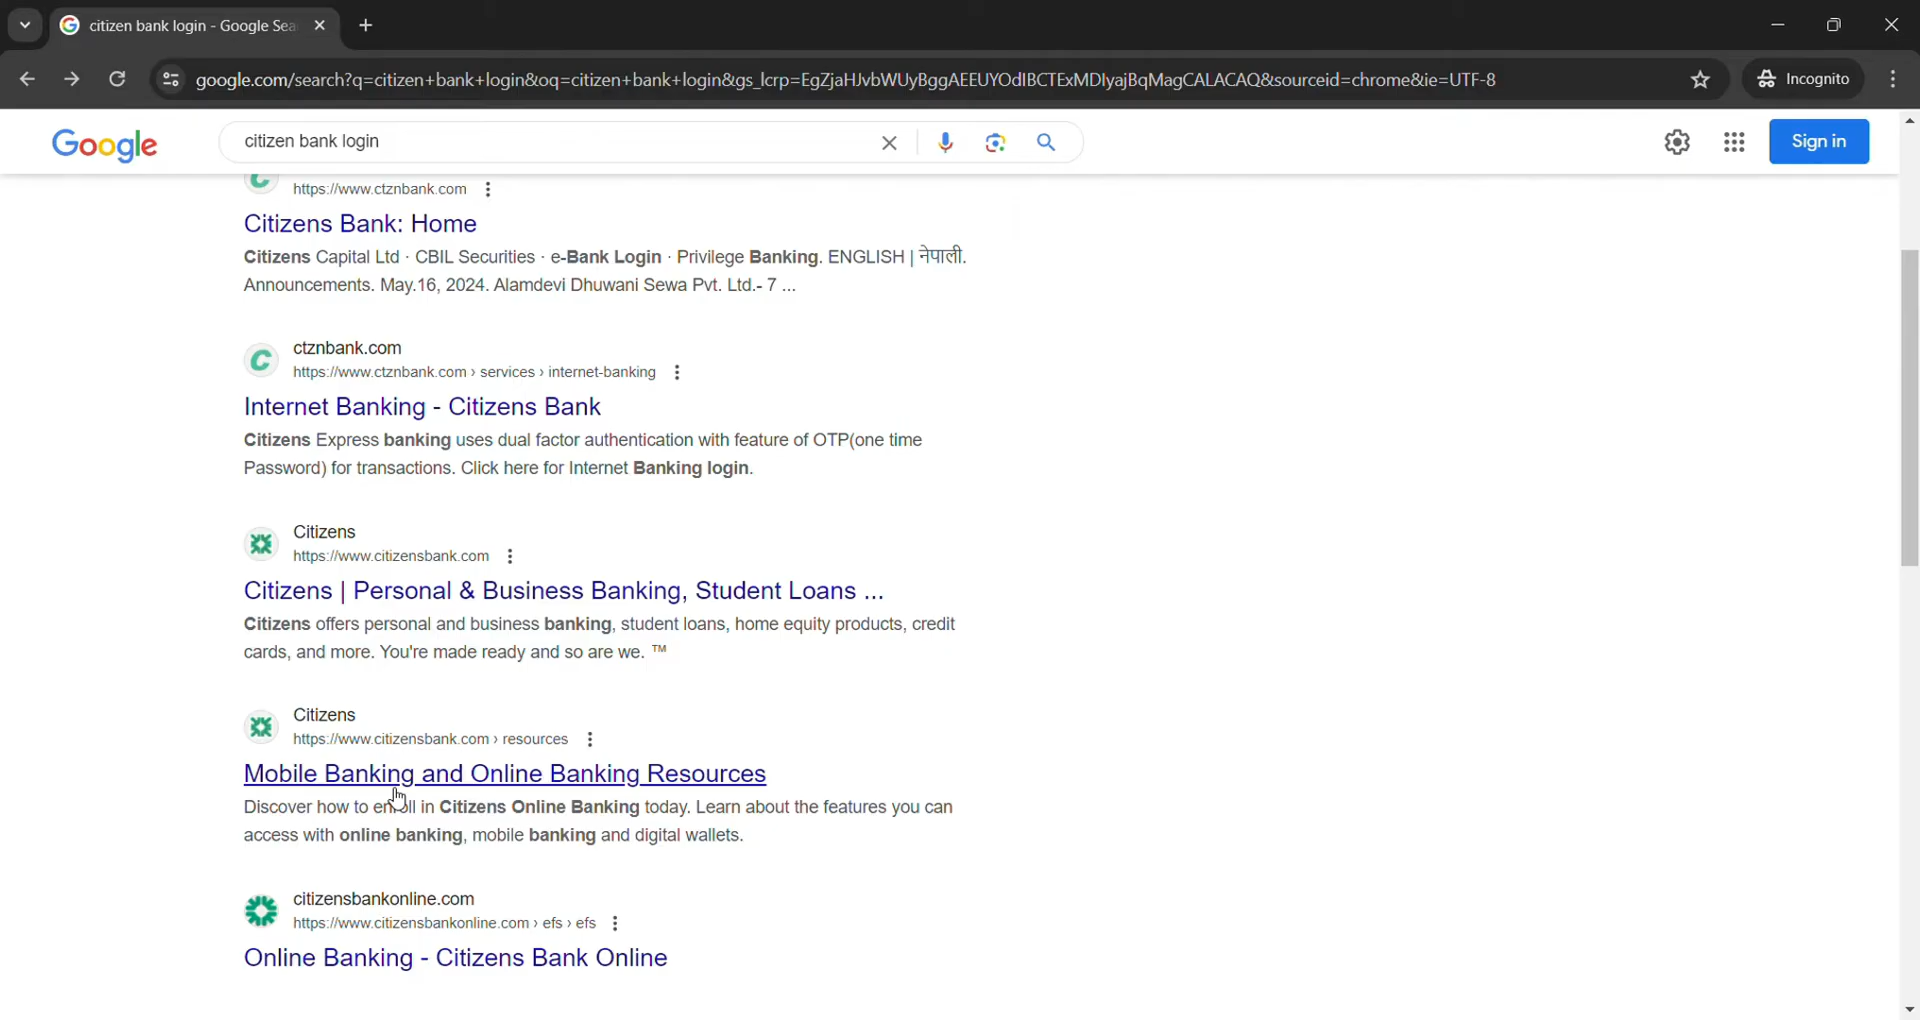 citizen bank login - Google Sea
google.com/search?q=citizen+bank+login&oq=citizen+bank+login&gs_lcrp=EgZjaHJvbWUyBggAEEUYOdIBCTExMDIyajBqMagCALACAQ&sourceid=chrome&ie=UTF-8
Incognito
Google
citizen bank login
Sign in
https://www.ctznbank.com
Citizens Bank: Home
Citizens Capital Ltd · CBIL Securities · e-Bank Login · Privilege Banking. ENGLISH | नेपाली.
Announcements. May.16, 2024. Alamdevi Dhuwani Sewa Pvt. Ltd.- 7 ...
ctznbank.com
https://www.ctznbank.com › services › internet-banking
Internet Banking - Citizens Bank
Citizens Express banking uses dual factor authentication with feature of OTP(one time
Password) for transactions. Click here for Internet Banking login.
Citizens
https://www.citizensbank.com
Citizens | Personal & Business Banking, Student Loans ...
Citizens offers personal and business banking, student loans, home equity products, credit
cards, and more. You're made ready and so are we. ™
Citizens
https://www.citizensbank.com › resources
Mobile Banking and Online Banking Resources
Discover how to enroll in Citizens Online Banking today. Learn about the features you can
access with online banking, mobile banking and digital wallets.
citizensbankonline.com
https://www.citizensbankonline.com › efs › efs
Online Banking - Citizens Bank Online